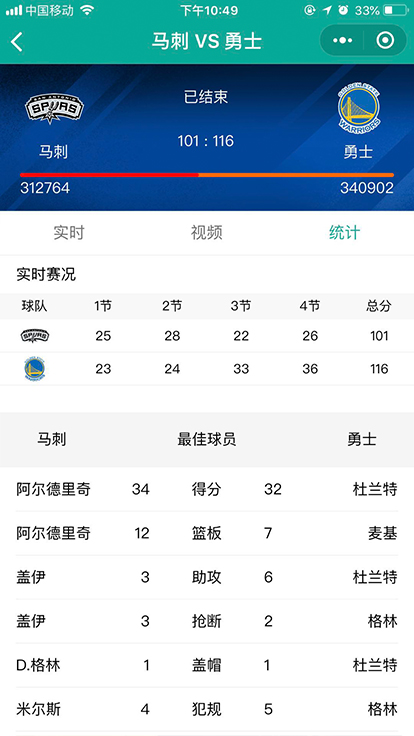 中国移动 下午10:49 33%
马刺 VS 勇士
SAN ANTONIO
SPURS
已结束
GOLDEN STATE
WARRIORS
101 : 116
马刺 勇士
312764 340902
实时 视频 统计
实时赛况
球队 1节 2节 3节 4节 总分
SPURS 25 28 22 26 101
23 24 33 36 116
马刺 最佳球员 勇士
阿尔德里奇 34 得分 32 杜兰特
阿尔德里奇 12 篮板 7 麦基
盖伊 3 助攻 6 杜兰特
盖伊 3 抢断 2 格林
D.格林 1 盖帽 1 杜兰特
米尔斯 4 犯规 5 格林